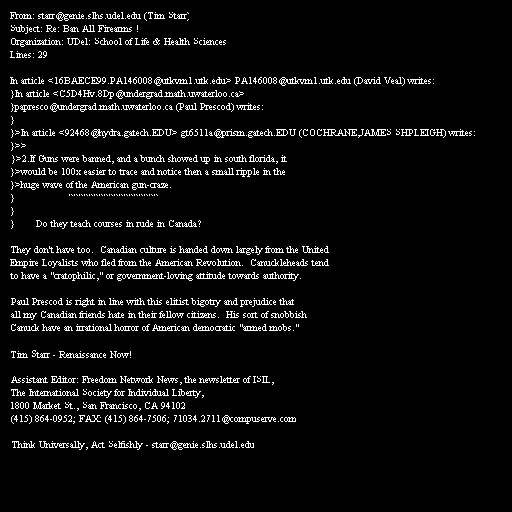 From: starr@genie.slhs.udel.edu (Tim Starr)
Subject: Re: Ban All Firearms !
Organization: UDel: School of Life & Health Sciences
Lines: 29

In article <16BAECE99.PA146008@utkvm1.utk.edu> PA146008@utkvm1.utk.edu (David Veal) writes:
}In article <C5D4Hv.8Dp@undergrad.math.uwaterloo.ca>
}papresco@undergrad.math.uwaterloo.ca (Paul Prescod) writes:
}
}>In article <92468@hydra.gatech.EDU> gt6511a@prism.gatech.EDU (COCHRANE,JAMES SHPLEIGH) writes:
}>>
}>2.If Guns were banned, and a bunch showed up in south florida, it
}>would be 100x easier to trace and notice then a small ripple in the
}>huge wave of the American gun-craze.
} ^^^^^^^^^^^^^^^^^^^^^
}
} Do they teach courses in rude in Canada?

They don't have too. Canadian culture is handed down largely from the United
Empire Loyalists who fled from the American Revolution. Canuckleheads tend
to have a "cratophilic," or government-loving attitude towards authority.

Paul Prescod is right in line with this elitist bigotry and prejudice that
all my Canadian friends hate in their fellow citizens. His sort of snobbish
Canuck have an irrational horror of American democratic "armed mobs."

Tim Starr - Renaissance Now!

Assistant Editor: Freedom Network News, the newsletter of ISIL,
The International Society for Individual Liberty,
1800 Market St., San Francisco, CA 94102
(415) 864-0952; FAX: (415) 864-7506; 71034.2711@compuserve.com

Think Universally, Act Selfishly - starr@genie.slhs.udel.edu